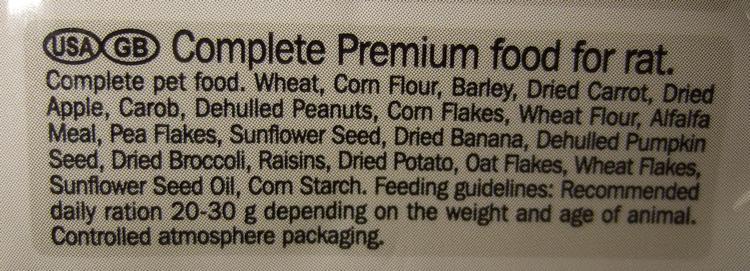 USA GB Complete Premium food for rat.
Complete pet food. Wheat, Corn Flour, Barley, Dried Carrot, Dried
Apple, Carob, Dehulled Peanuts, Corn Flakes, Wheat Flour, Alfalfa
Meal, Pea Flakes, Sunflower Seed, Dried Banana, Dehulled Pumpkin
Seed, Dried Broccoli, Raisins, Dried Potato, Oat Flakes, Wheat Flakes,
Sunflower Seed Oil, Corn Starch. Feeding guidelines: Recommended
daily ration 20-30 g depending on the weight and age of animal.
Controlled atmosphere packaging.